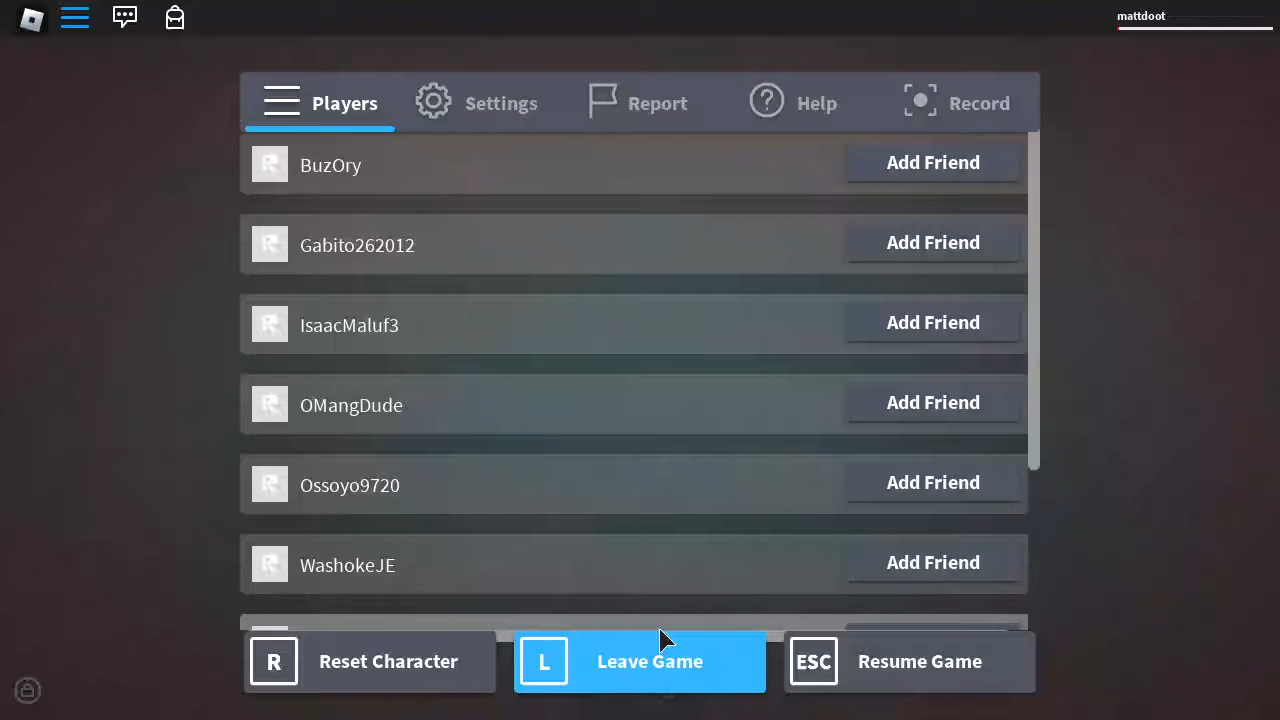 mattdoot
Players
Settings
Report
Help
Record
BuzOry
Add Friend
Gabito262012
Add Friend
IsaacMaluf3
Add Friend
OMangDude
Add Friend
Ossoyo9720
Add Friend
WashokeJE
Add Friend
R
Reset Character
L
Leave Game
ESC
Resume Game